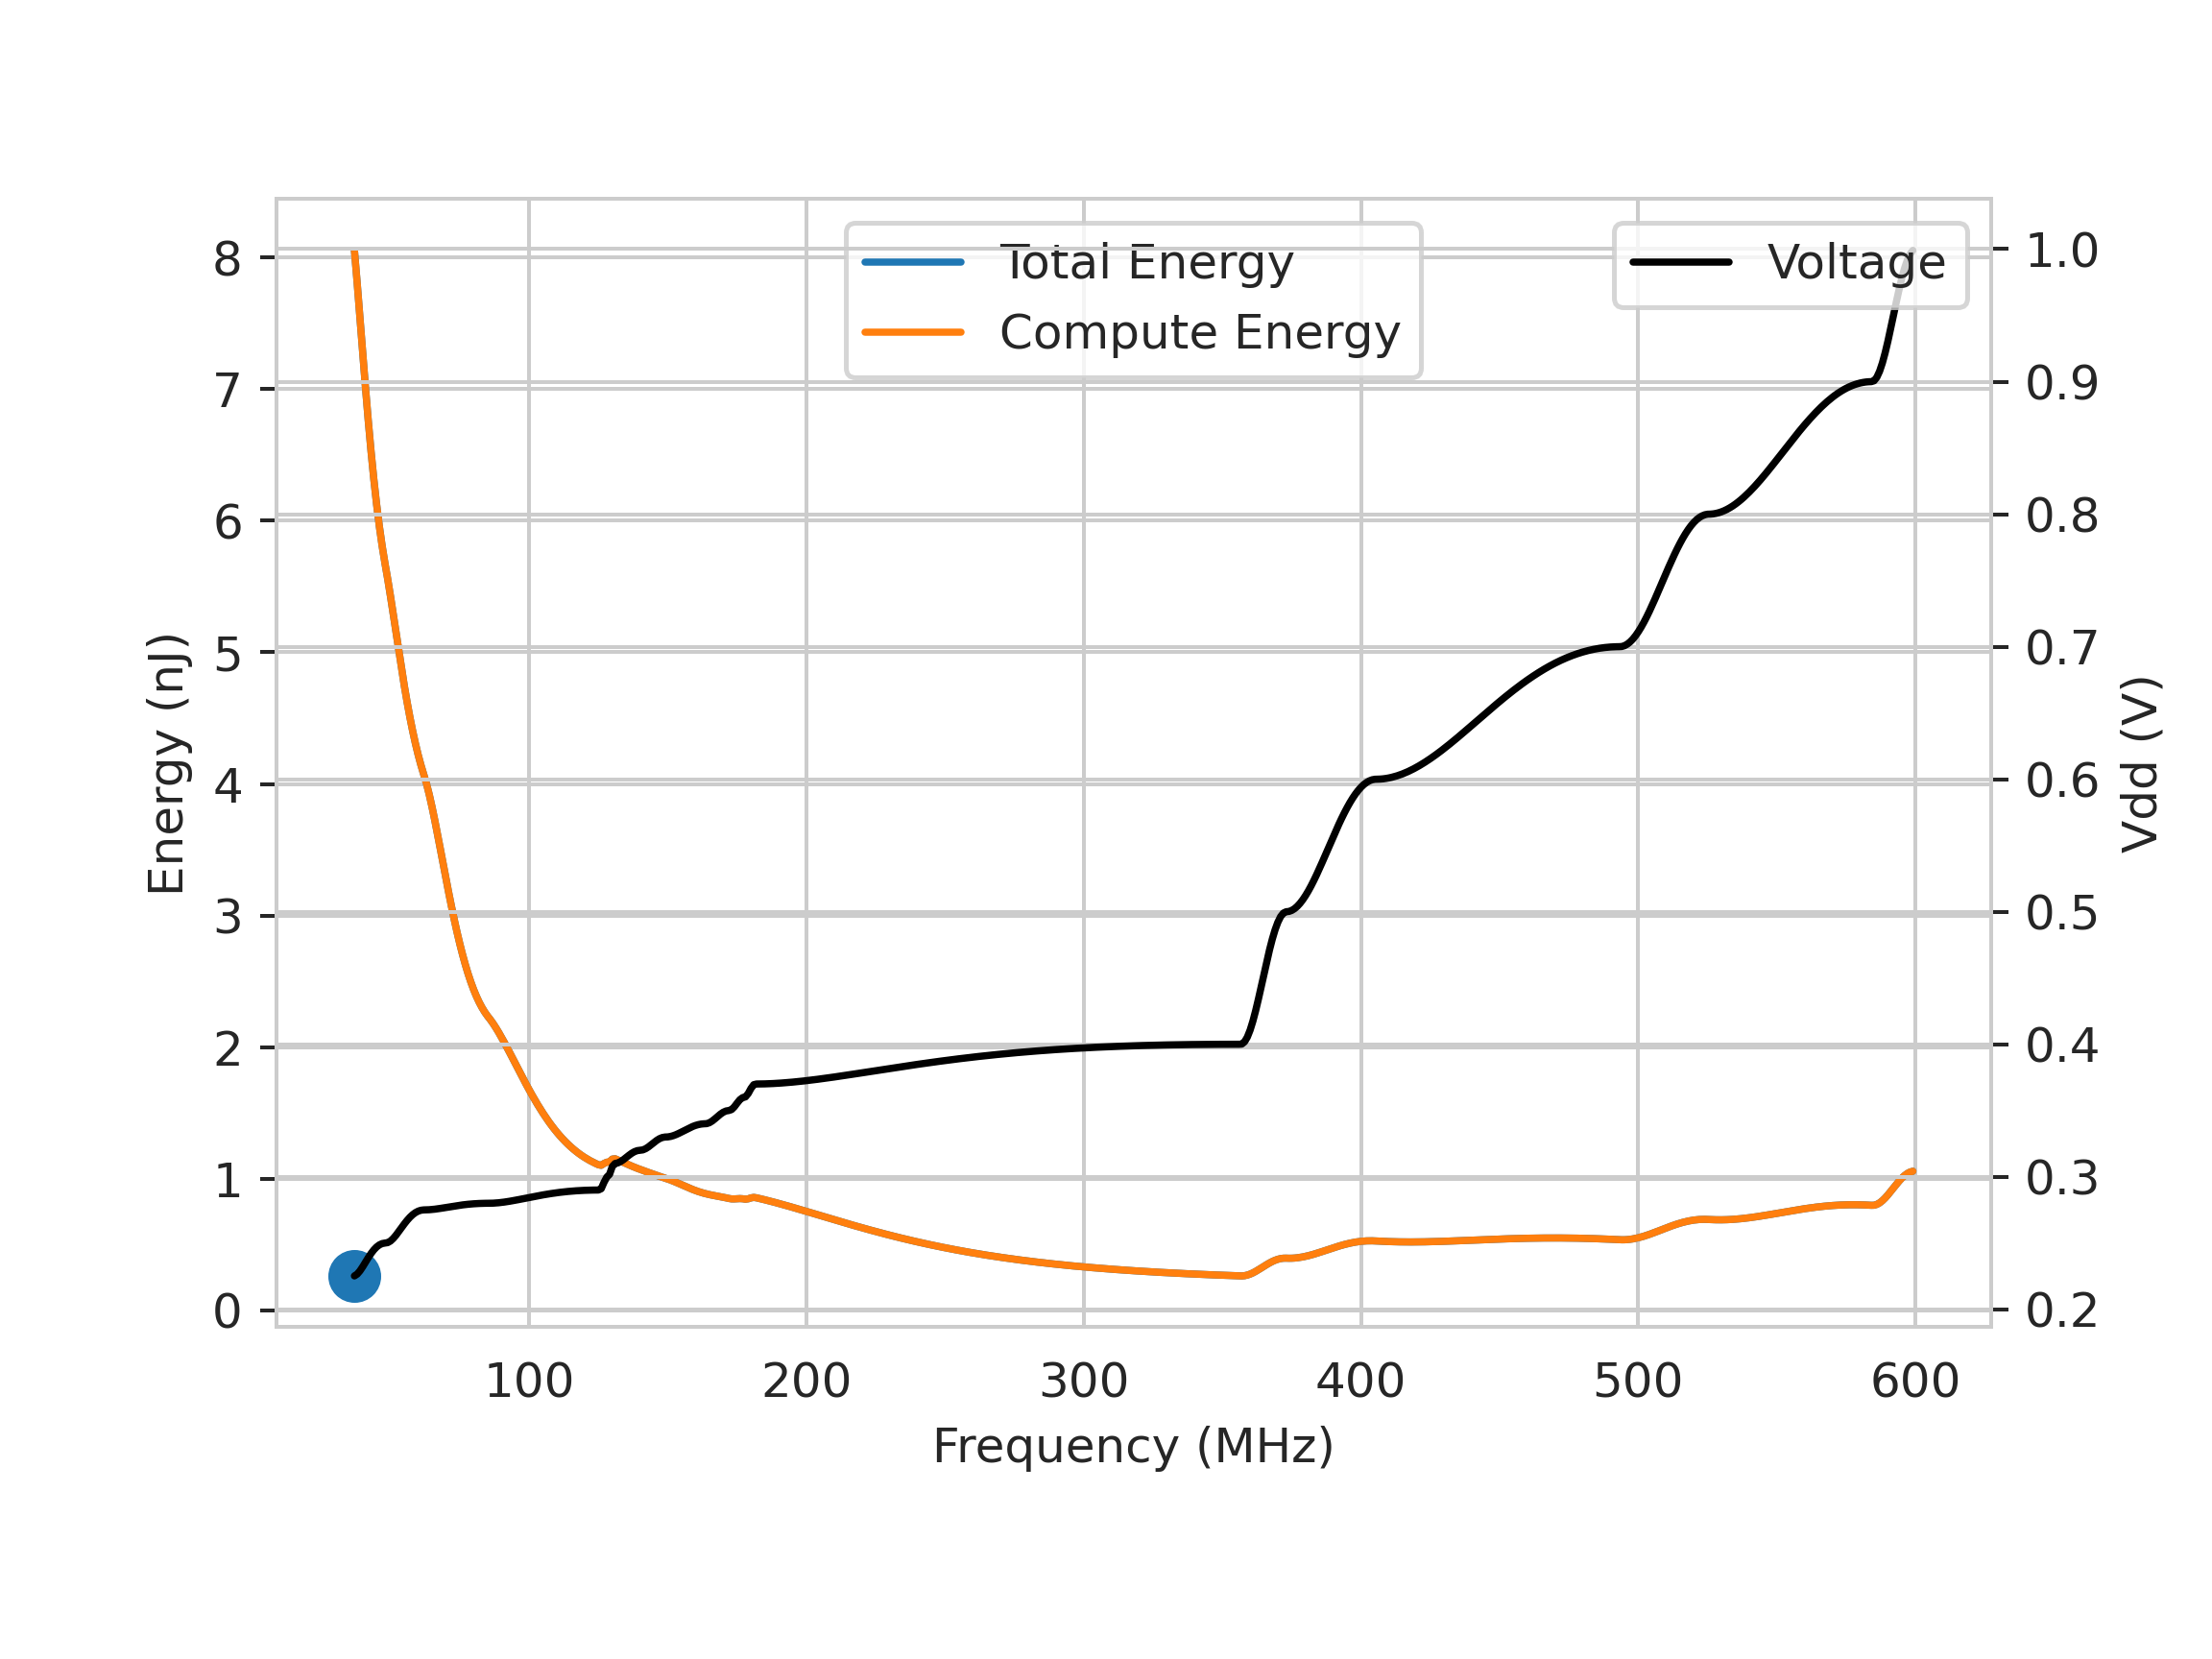 Total Energy
Compute Energy
Voltage
8
7
6
5
4
3
2
1
0
Energy (nJ)
1.0
0.9
0.8
0.7
0.6
0.5
0.4
0.3
0.2
Vdd (V)
100 200 300 400 500 600
Frequency (MHz)